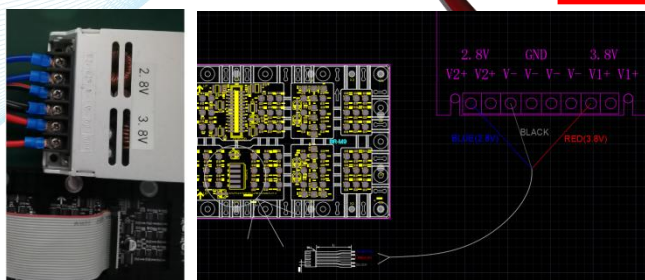 2.8V 3.8V
2.8V GND 3.8V
V2+ V2+ V- V- V- V- V1+ V1+
BLUE(2.8V)
BLACK
RED(3.8V)